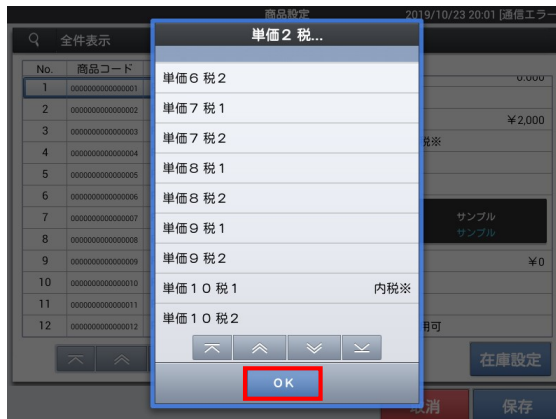 商品設定 2019/10/23 20:01 [通信エラー
全件表示
No. 商品コード
1 0000000000000001
2 0000000000000002
3 0000000000000003
4 0000000000000004
5 0000000000000005
6 0000000000000006
7 0000000000000007
8 0000000000000008
9 0000000000000009
10 0000000000000010
11 0000000000000011
12 0000000000000012
単価2 税...
単価6 税2
単価7 税1
単価7 税2
単価8 税1
単価8 税2
単価9 税1
単価9 税2
単価10 税1 内税※
単価10 税2
OK
0.000
¥2,000
税※
サンプル
サンプル
¥0
用可
在庫設定
取消 保存